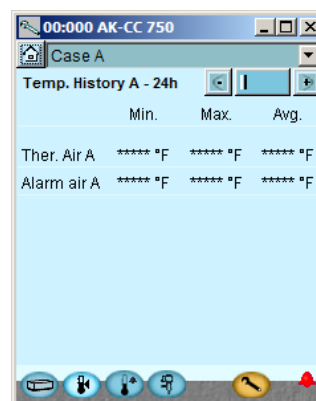 00:000 AK-CC 750
Case A
Temp. History A - 24h
Min. Max. Avg.
Ther. Air A ***** °F ***** °F ***** °F
Alarm air A ***** °F ***** °F ***** °F